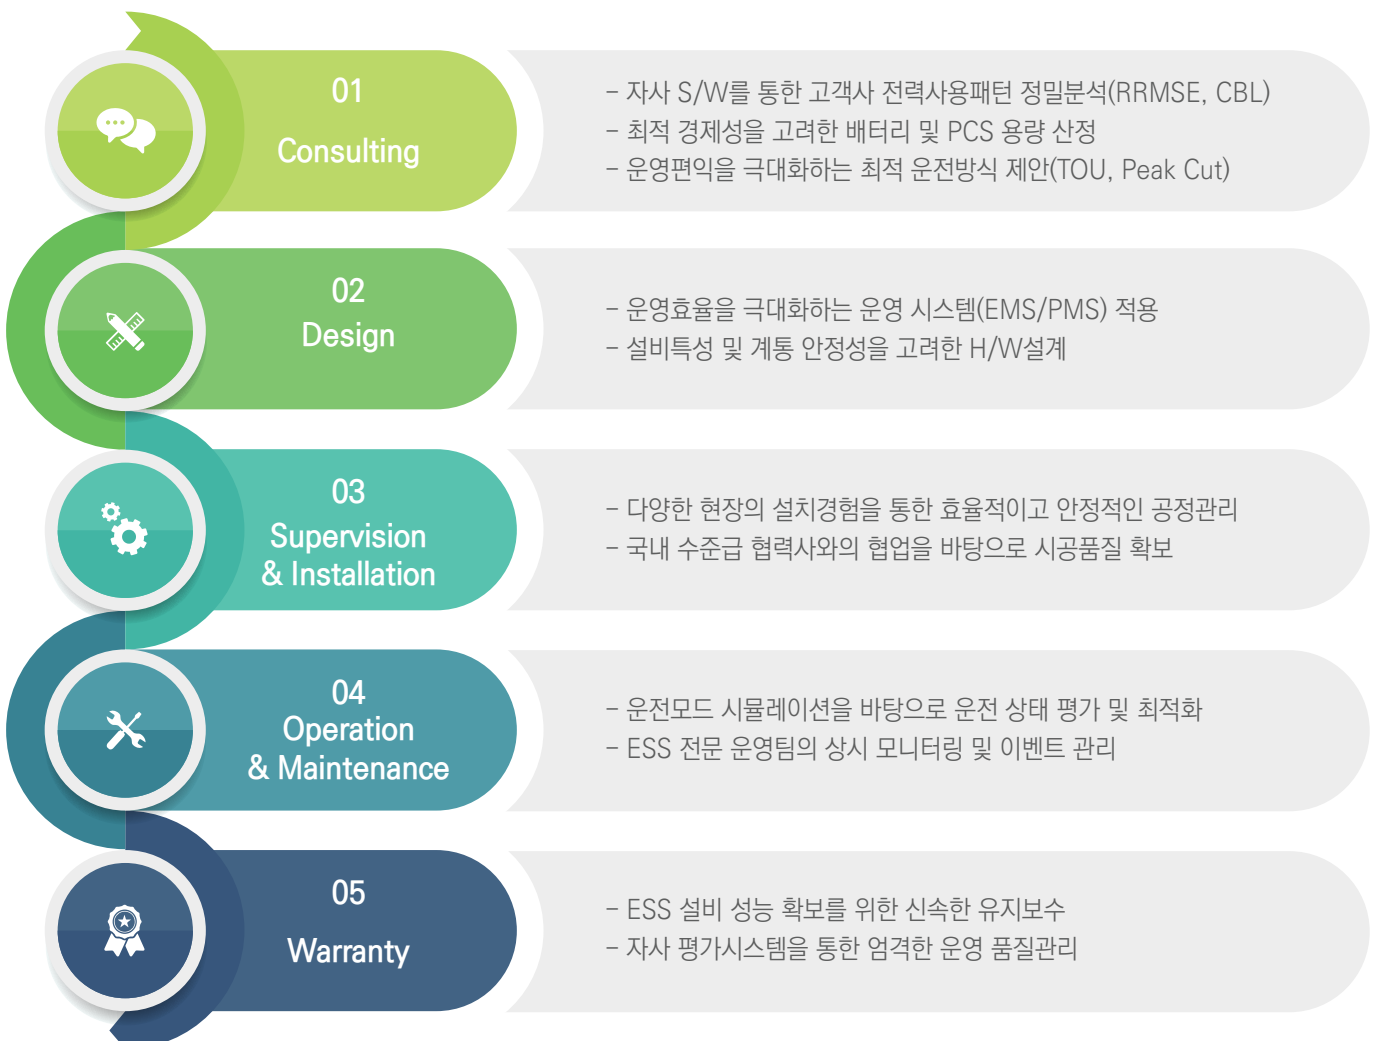 01
Consulting
- 자사 S/W를 통한 고객사 전력사용패턴 정밀분석(RRMSE, CBL)
- 최적 경제성을 고려한 배터리 및 PCS 용량 산정
- 운영편익을 극대화하는 최적 운전방식 제안(TOU, Peak Cut)
02
Design
- 운영효율을 극대화하는 운영 시스템(EMS/PMS) 적용
- 설비특성 및 계통 안정성을 고려한 H/W설계
03
Supervision
& Installation
- 다양한 현장의 설치경험을 통한 효율적이고 안정적인 공정관리
- 국내 수준급 협력사와의 협업을 바탕으로 시공품질 확보
04
Operation
& Maintenance
- 운전모드 시뮬레이션을 바탕으로 운전 상태 평가 및 최적화
- ESS 전문 운영팀의 상시 모니터링 및 이벤트 관리
05
Warranty
- ESS 설비 성능 확보를 위한 신속한 유지보수
- 자사 평가시스템을 통한 엄격한 운영 품질관리